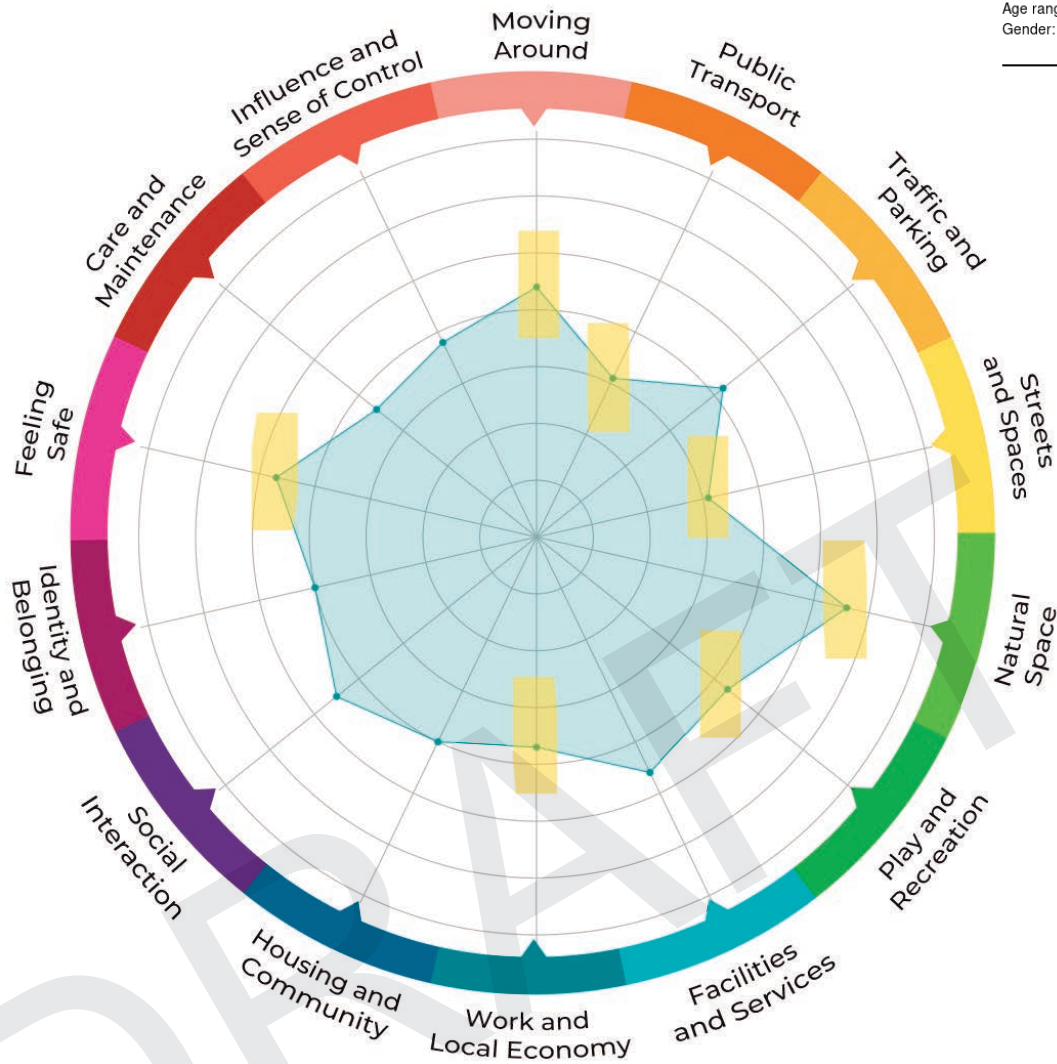 Age rang
Gender:
Moving
Around
Public
Transport
Traffic and
Parking
Streets
and Spaces
Natural
Space
Play and
Recreation
Facilities
and Services
Work and
Local Economy
Housing and
Community
Social
Interaction
Identity and
Belonging
Feeling
Safe
Care and
Maintenance
Influence and
Sense of Control
DRAFT